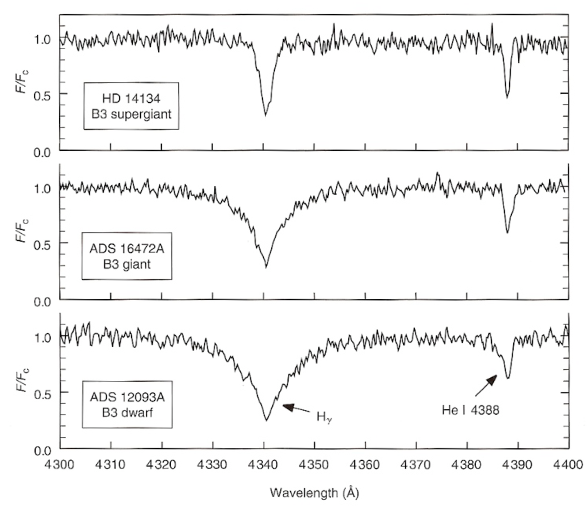 1.0
0.5
0.0
F/Fc
HD 14134
B3 supergiant
1.0
0.5
0.0
F/Fc
ADS 16472A
B3 giant
1.0
0.5
0.0
F/Fc
ADS 12093A
B3 dwarf
Hγ
He I 4388
4300 4310 4320 4330 4340 4350 4360 4370 4380 4390 4400
Wavelength (Å)